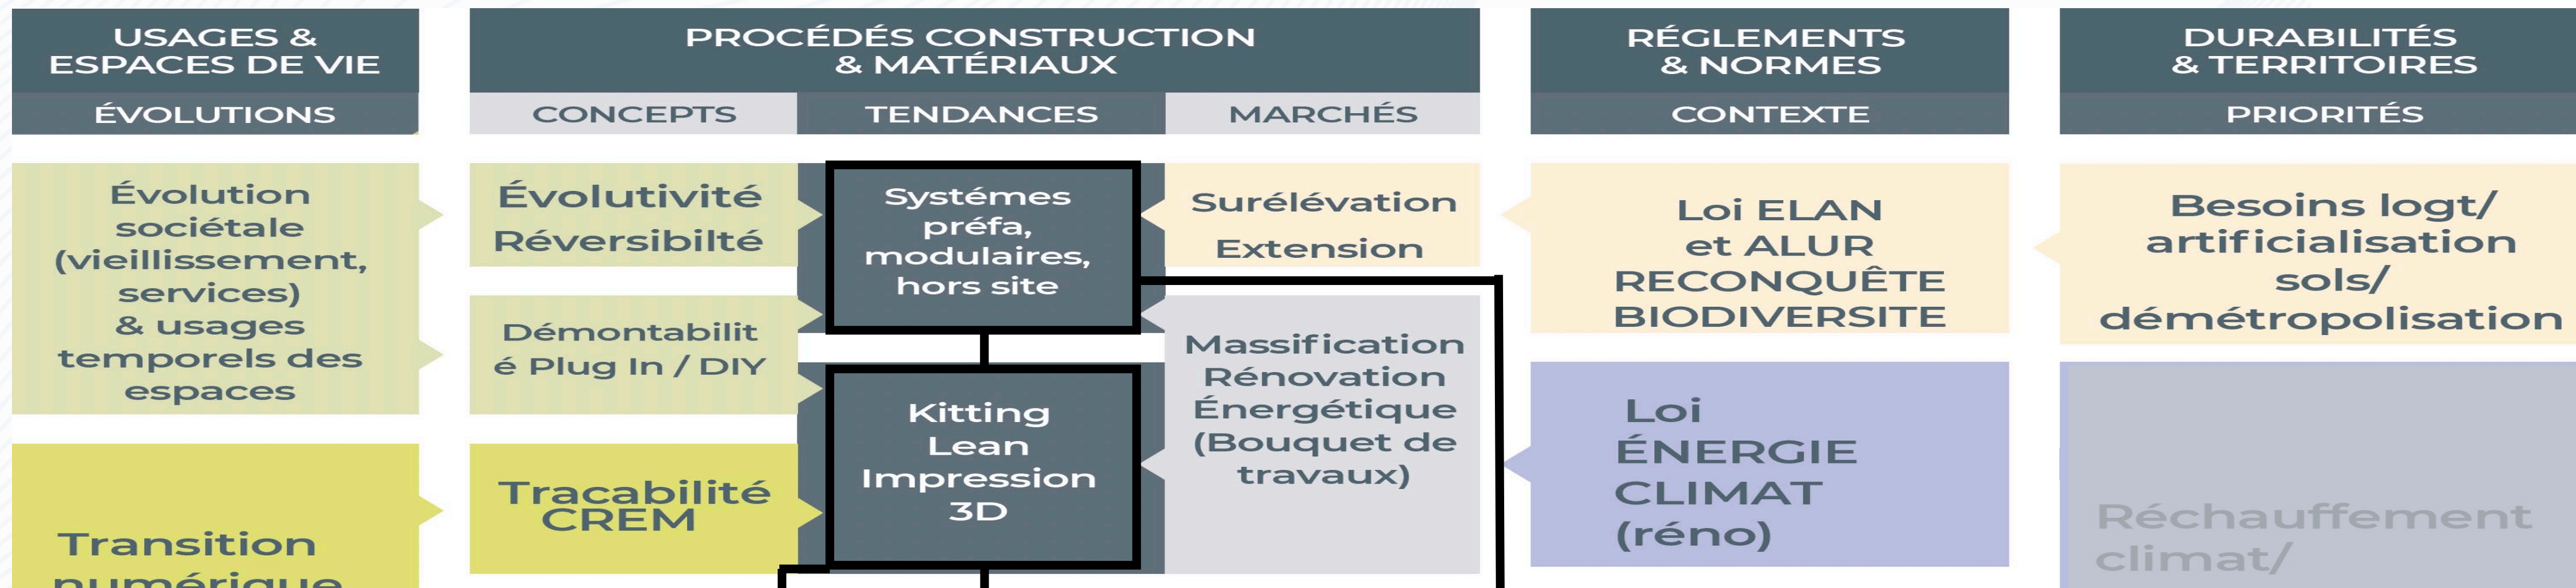 USAGES &
ESPACES DE VIE
ÉVOLUTIONS
Évolution
sociétale
(vieillissement,
services)
& usages
temporels des
espaces
Transition
numérique
PROCÉDÉS CONSTRUCTION
& MATÉRIAUX
CONCEPTS
Évolutivité
Réversibilté
Démontabilit
é Plug In / DIY
Tracabilité
CREM
TENDANCES
Systémes
préfa,
modulaires,
hors site
Kitting
Lean
Impression
3D
MARCHÉS
Surélévation
Extension
Massification
Rénovation
Énergétique
(Bouquet de
travaux)
RÉGLEMENTS
& NORMES
CONTEXTE
Loi ELAN
et ALUR
RECONQUÊTE
BIODIVERSITE
Loi
ÉNERGIE
CLIMAT
(réno)
DURABILITÉS
& TERRITOIRES
PRIORITÉS
Besoins logt/
artificialisation
sols/
démétropolisation
Réchauffement
climat/